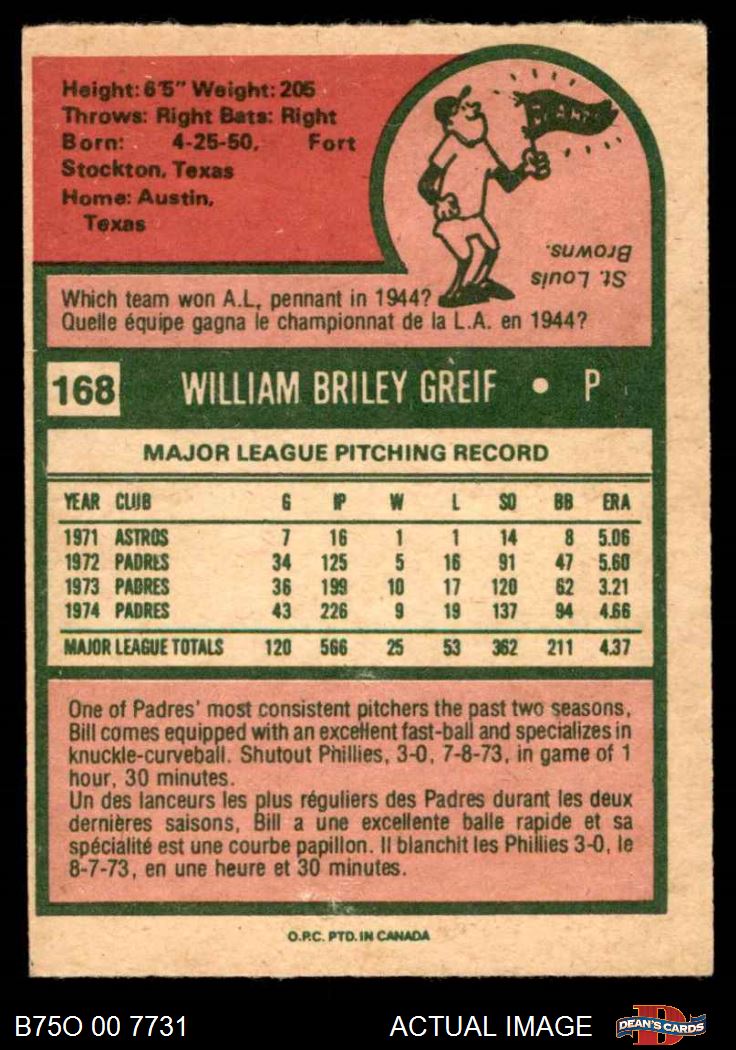 Height: 6'5" Weight: 205
Throws: Right Bats: Right
Born: 4-25-50, Fort
Stockton, Texas
Home: Austin,
Texas
St. Louis
Browns.
Which team won A.L, pennant in 1944?
Quelle équipe gagna le championnat de la L.A. en 1944?
168 WILLIAM BRILEY GREIF • P
MAJOR LEAGUE PITCHING RECORD
YEAR CLUB G IP W L SO BB ERA
1971 ASTROS 7 16 1 1 14 8 5.06
1972 PADRES 34 125 5 16 91 47 5.60
1973 PADRES 36 199 10 17 120 62 3.21
1974 PADRES 43 226 9 19 137 94 4.66
MAJOR LEAGUE TOTALS 120 566 25 53 362 211 4.37
One of Padres' most consistent pitchers the past two seasons,
Bill comes equipped with an excellent fast-ball and specializes in
knuckle-curveball. Shutout Phillies, 3-0, 7-8-73, in game of 1
hour, 30 minutes.
Un des lanceurs les plus réguliers des Padres durant les deux
dernières saisons, Bill a une excellente balle rapide et sa
spécialité est une courbe papillon. Il blanchit les Phillies 3-0, le
8-7-73, en une heure et 30 minutes.
O.P.C. PTD. IN CANADA
B75O 00 7731 ACTUAL IMAGE DEAN'S CARDS